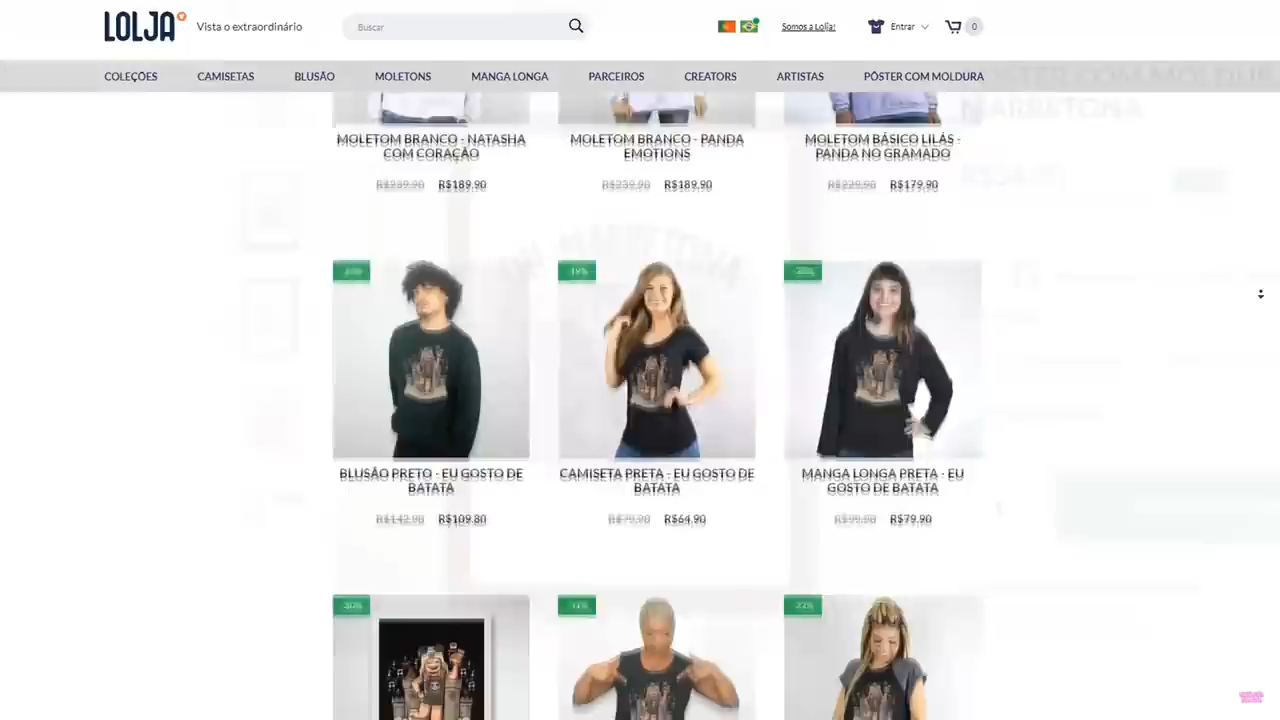 LOLJA
Vista o extraordinário
Buscar
Somos a Lolja!
Entrar
0
COLEÇÕES CAMISETAS BLUSÃO MOLETONS MANGA LONGA PARCEIROS CREATORS ARTISTAS PÔSTER COM MOLDURA
MARRETONA
MOLETOM BRANCO - NATASHA
COM CORAÇÃO
R$239.90 R$189.90
MOLETOM BRANCO - PANDA
EMOTIONS
R$239.90 R$189.90
MOLETOM BÁSICO LILÁS -
PANDA NO GRAMADO
R$229.90 R$179.90
MARRETONA
-19%
BLUSÃO PRETO - EU GOSTO DE
BATATA
R$142.90 R$109.80
CAMISETA PRETA - EU GOSTO DE
BATATA
R$79.90 R$64.90
MANGA LONGA PRETA - EU
GOSTO DE BATATA
R$99.90 R$79.90